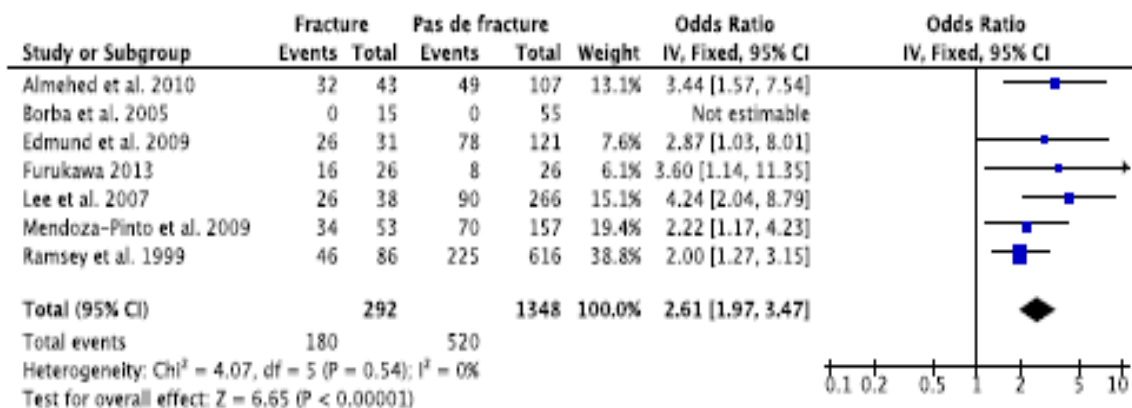 Fracture Pas de fracture Odds Ratio Odds Ratio
Study or Subgroup Events Total Events Total Weight IV, Fixed, 95% CI IV, Fixed, 95% CI
Almehed et al. 2010 32 43 49 107 13.1% 3.44 [1.57, 7.54]
Borba et al. 2005 0 15 0 55 Not estimable
Edmund et al. 2009 26 31 78 121 7.6% 2.87 [1.03, 8.01]
Furukawa 2013 16 26 8 26 6.1% 3.60 [1.14, 11.35]
Lee et al. 2007 26 38 90 266 15.1% 4.24 [2.04, 8.79]
Mendoza-Pinto et al. 2009 34 53 70 157 19.4% 2.22 [1.17, 4.23]
Ramsey et al. 1999 46 86 225 616 38.8% 2.00 [1.27, 3.15]
Total (95% CI) 292 1348 100.0% 2.61 [1.97, 3.47]
Total events 180 520
Heterogeneity: Chi² = 4.07, df = 5 (P = 0.54); I² = 0%
Test for overall effect: Z = 6.65 (P < 0.00001)
0.1 0.2 0.5 1 2 5 10